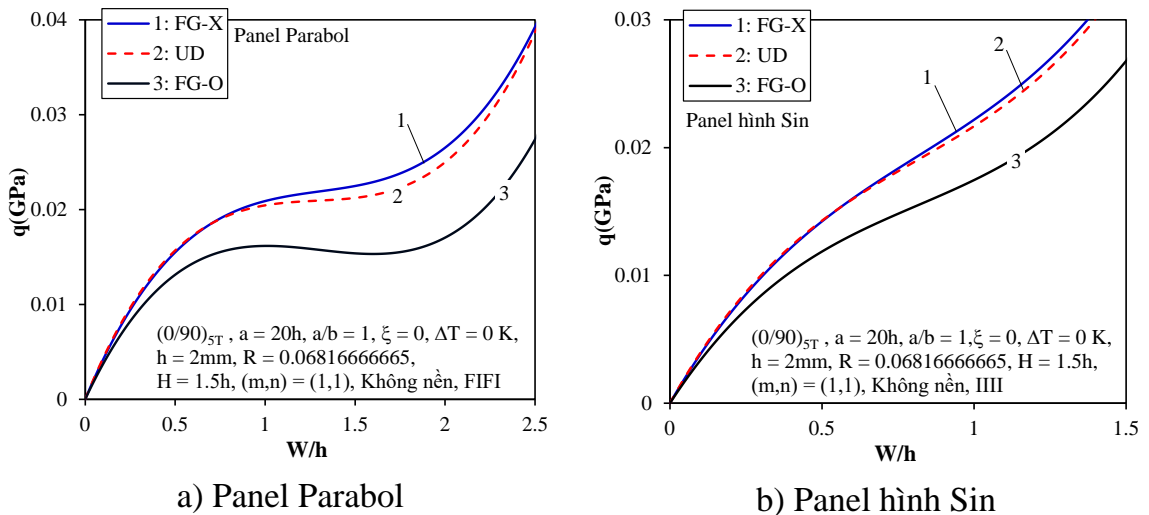 0.04
0.03
0.02
0.01
0
q(GPa)
1: FG-X
2: UD
3: FG-O
Panel Parabol
1
2
3
(0/90)5T , a = 20h, a/b = 1, ξ = 0, ΔT = 0 K,
h = 2mm, R = 0.06816666665,
H = 1.5h, (m,n) = (1,1), Không nền, FIFI
0 0.5 1 1.5 2 2.5
W/h
a) Panel Parabol
0.03
0.02
0.01
0
q(GPa)
1: FG-X
2: UD
3: FG-O
Panel hình Sin
1
2
3
(0/90)5T , a = 20h, a/b = 1,ξ = 0, ΔT = 0 K,
h = 2mm, R = 0.06816666665, H = 1.5h,
(m,n) = (1,1), Không nền, IIII
0 0.5 1 1.5
W/h
b) Panel hình Sin